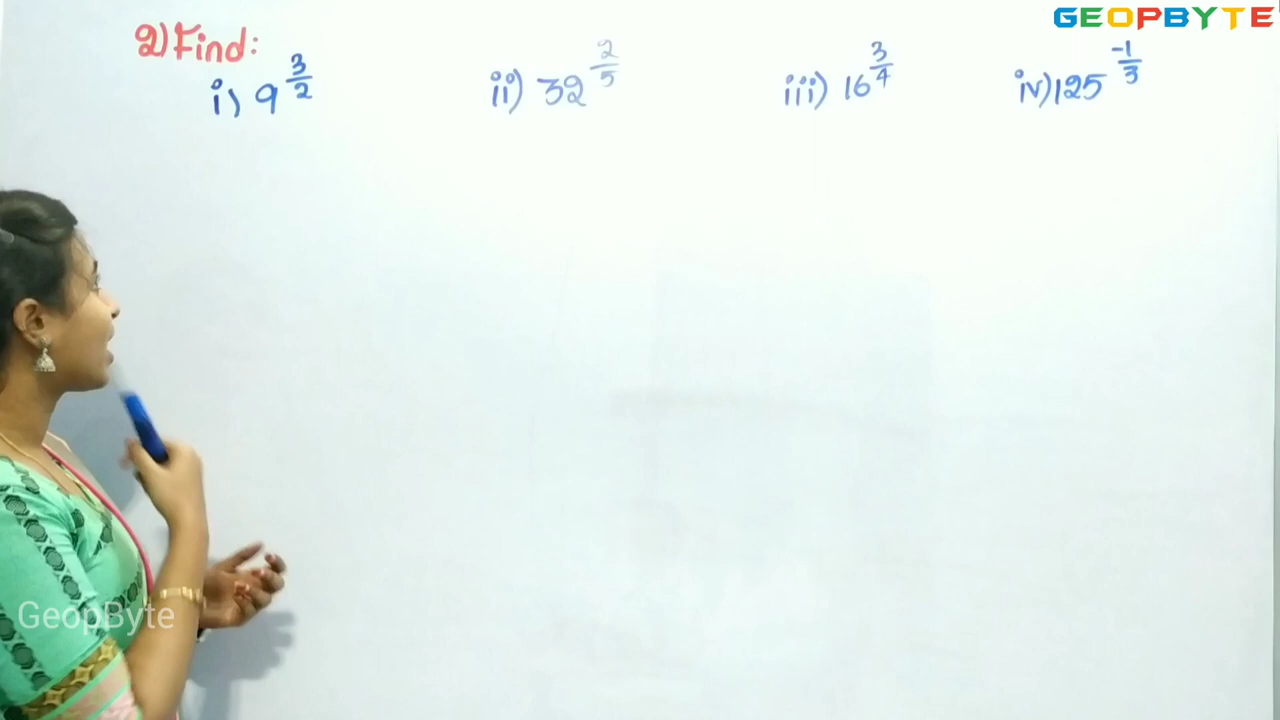 GEOPBYTE
2) Find:
i) 9^(3/2) ii) 32^(2/5) iii) 16^(3/4) iv) 125^(-1/3)
GeopByte